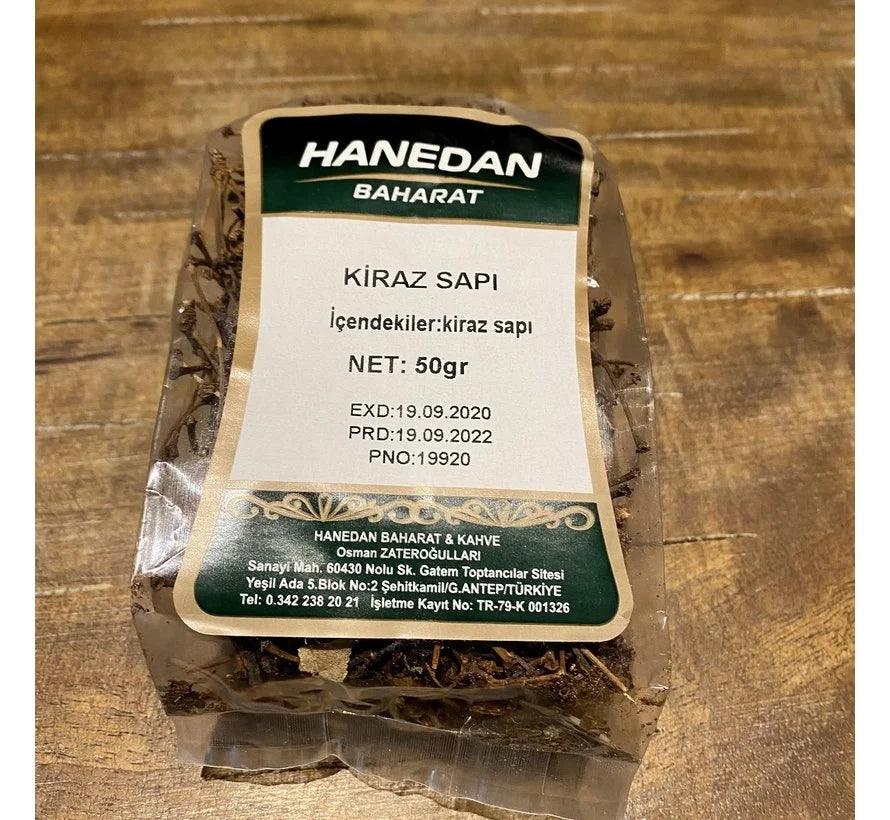 HANEDAN
BAHARAT
KİRAZ SAPI
İçendekiler:kiraz sapı
NET: 50gr
EXD:19.09.2020
PRD:19.09.2022
PNO:19920
HANEDAN BAHARAT & KAHVE
Osman ZATEROĞULLARI
Sanayi Mah. 60430 Nolu Sk. Gatem Toptancılar Sitesi
Yeşil Ada 5.Blok No:2 Şehitkamil/G.ANTEP/TÜRKİYE
Tel: 0.342 238 20 21 İşletme Kayıt No: TR-79-K 001326